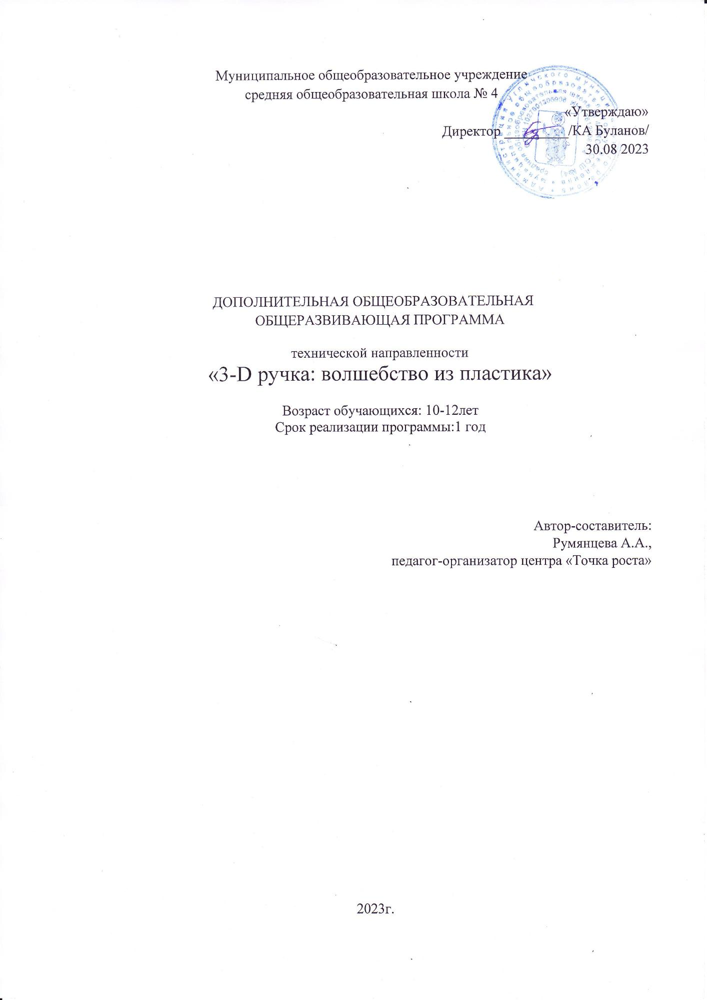 Муниципальное общеобразовательное учреждение
средняя общеобразовательная школа № 4
«Утверждаю»
Директор _________/КА Буланов/
30.08 2023
ДОПОЛНИТЕЛЬНАЯ ОБЩЕОБРАЗОВАТЕЛЬНАЯ
ОБЩЕРАЗВИВАЮЩАЯ ПРОГРАММА
технической направленности
«3-D ручка: волшебство из пластика»
Возраст обучающихся: 10-12лет
Срок реализации программы:1 год
Автор-составитель:
Румянцева А.А.,
педагог-организатор центра «Точка роста»
2023г.